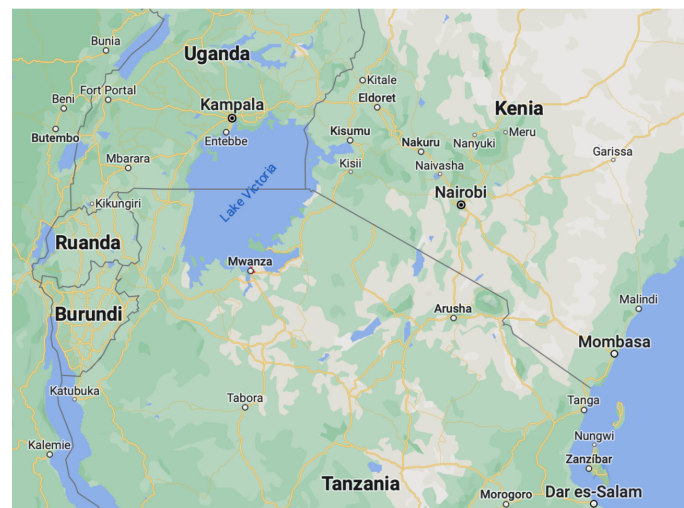 Bunia
Uganda
Kitale
Fort Portal
Beni
Eldoret
Kampala
Kenia
Butembo
Entebbe
Kisumu
Meru
Nakuru
Nanyuki
Mbarara
Kisii
Naivasha
Garissa
Lake Victoria
Nairobi
Kikungiri
Ruanda
Mwanza
Malindi
Burundi
Arusha
Mombasa
Katubuka
Tabora
Tanga
Kalemie
Nungwi
Zanzibar
Tanzania
Morogoro
Dar es-Salam